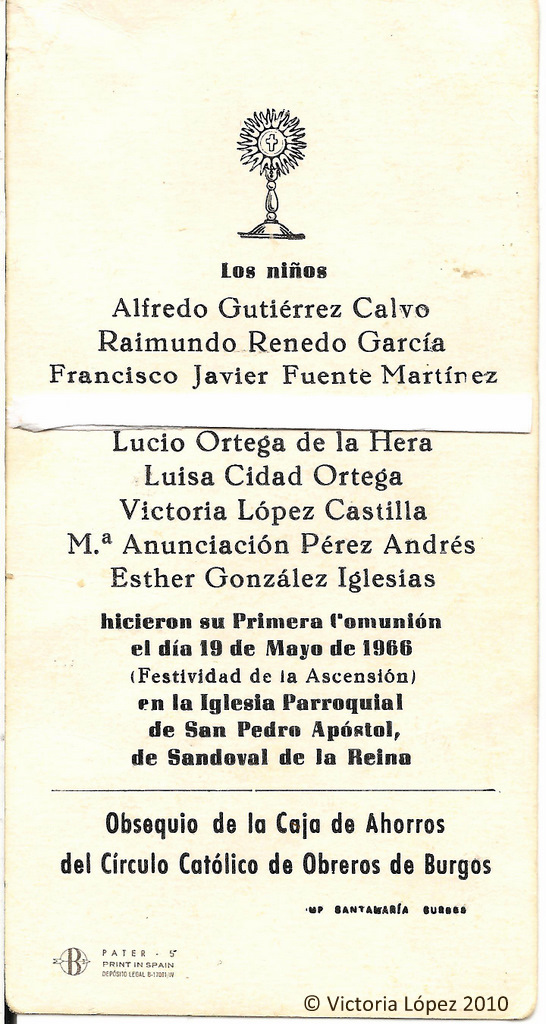 Los niños
Alfredo Gutiérrez Calvo
Raimundo Renedo García
Francisco Javier Fuente Martínez
Lucio Ortega de la Hera
Luisa Cidad Ortega
Victoria López Castilla
M.ª Anunciación Pérez Andrés
Esther González Iglesias
hicieron su Primera Comunión
el día 19 de Mayo de 1966
(Festividad de la Ascensión)
en la Iglesia Parroquial
de San Pedro Apóstol,
de Sandoval de la Reina
Obsequio de la Caja de Ahorros
del Círculo Católico de Obreros de Burgos
SANTAMARÍA BURGOS
B
PATER - 5
PRINT IN SPAIN
DEPÓSITO LEGAL
© Victoria López 2010